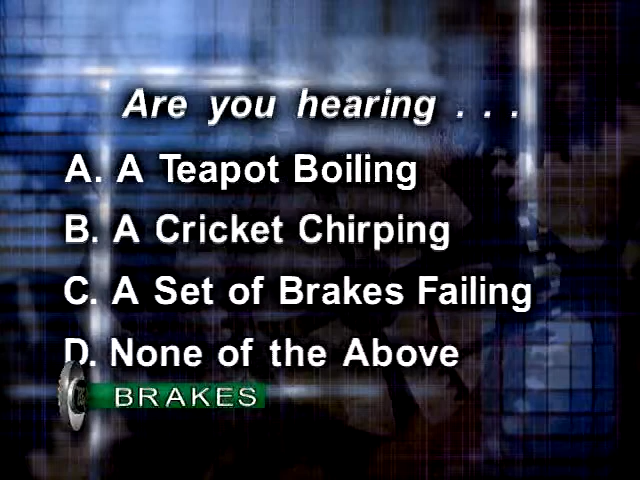 Are you hearing . . .
A. A Teapot Boiling
B. A Cricket Chirping
C. A Set of Brakes Failing
D. None of the Above
BRAKES